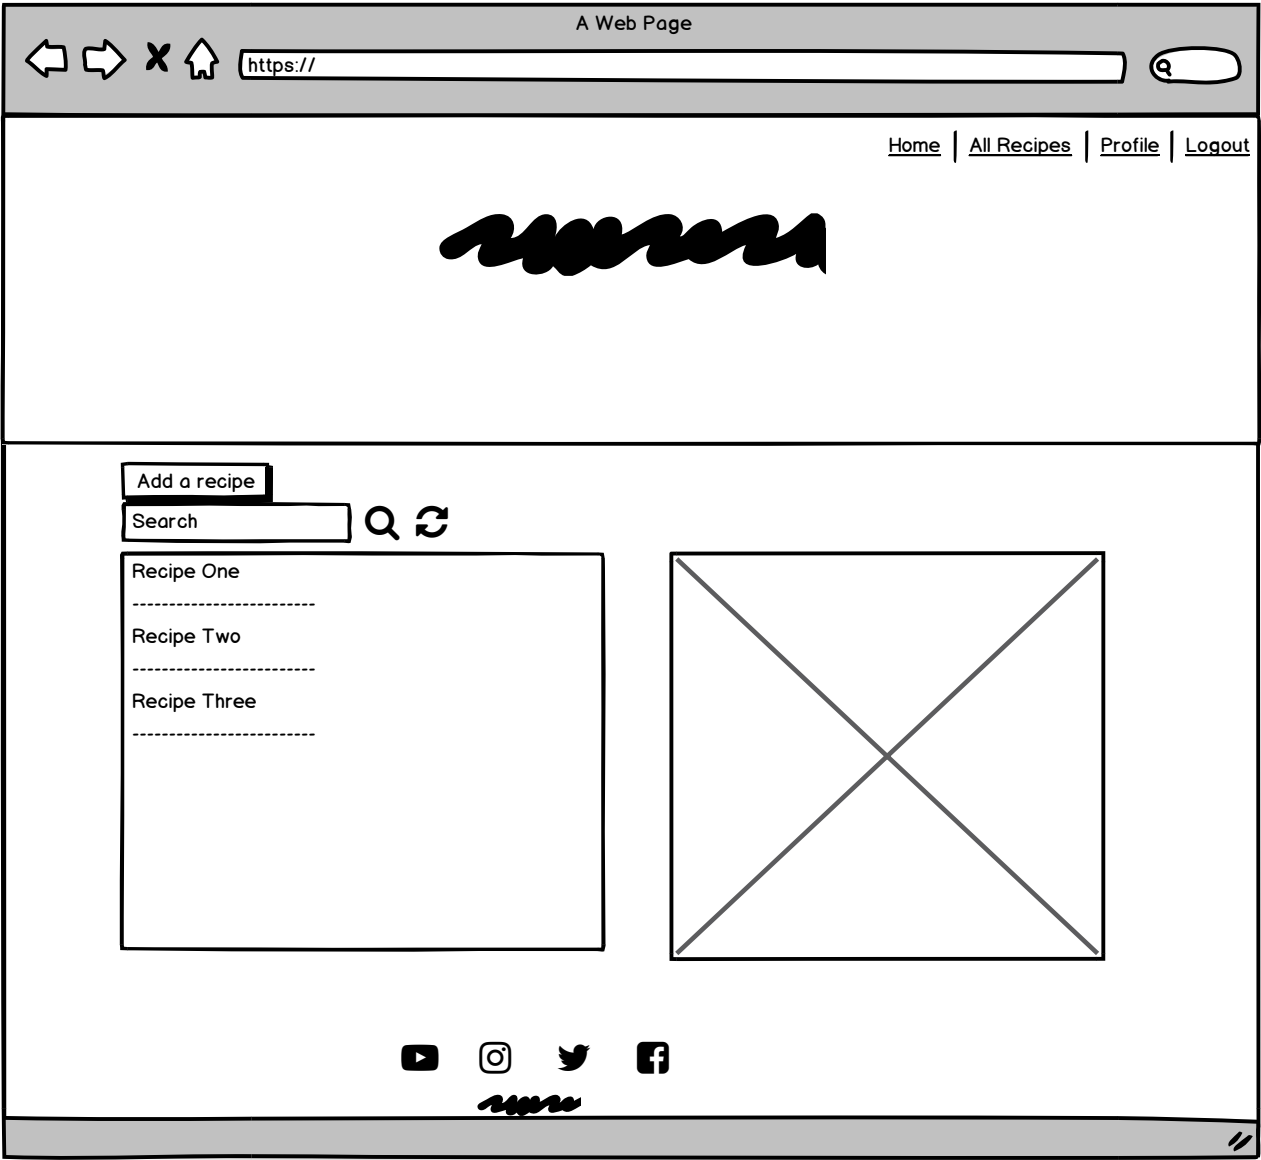 A Web Page
https://
Home | All Recipes | Profile | Logout
Add a recipe
Search
Recipe One
-------------------------
Recipe Two
-------------------------
Recipe Three
-------------------------